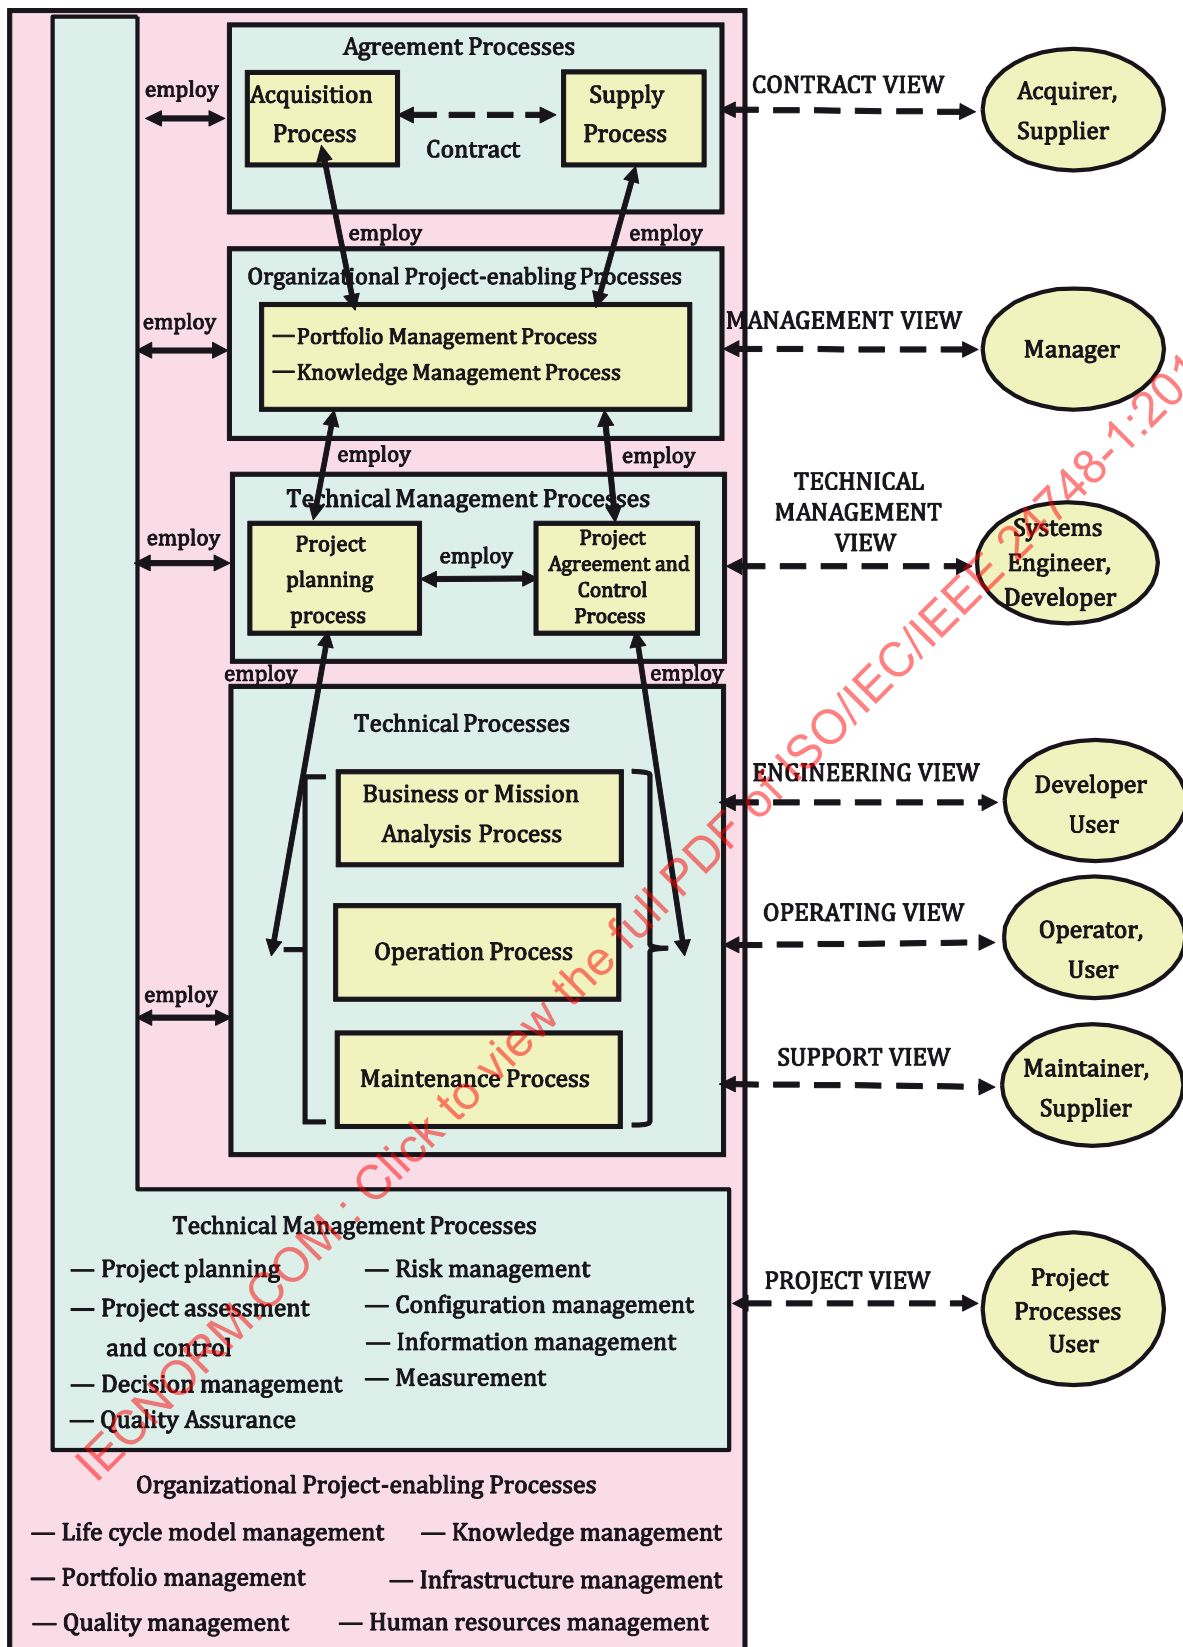 Agreement Processes
employ
Acquisition
Process
Contract
Supply
Process
CONTRACT VIEW
Acquirer,
Supplier
employ
employ
Organizational Project-enabling Processes
employ
—Portfolio Management Process
—Knowledge Management Process
MANAGEMENT VIEW
Manager
employ
employ
Technical Management Processes
employ
Project
planning
process
employ
Project
Agreement and
Control
Process
TECHNICAL
MANAGEMENT
VIEW
Systems
Engineer,
Developer
employ
employ
Technical Processes
Business or Mission
Analysis Process
ENGINEERING VIEW
Developer
User
Operation Process
OPERATING VIEW
Operator,
User
employ
Maintenance Process
SUPPORT VIEW
Maintainer,
Supplier
Technical Management Processes
— Project planning
— Project assessment
and control
— Decision management
— Quality Assurance
— Risk management
— Configuration management
— Information management
— Measurement
PROJECT VIEW
Project
Processes
User
Organizational Project-enabling Processes
— Life cycle model management
— Knowledge management
— Portfolio management
— Infrastructure management
— Quality management
— Human resources management
IECNORM.COM : Click to view the full PDF of ISO/IEC/IEEE 24748-1:201